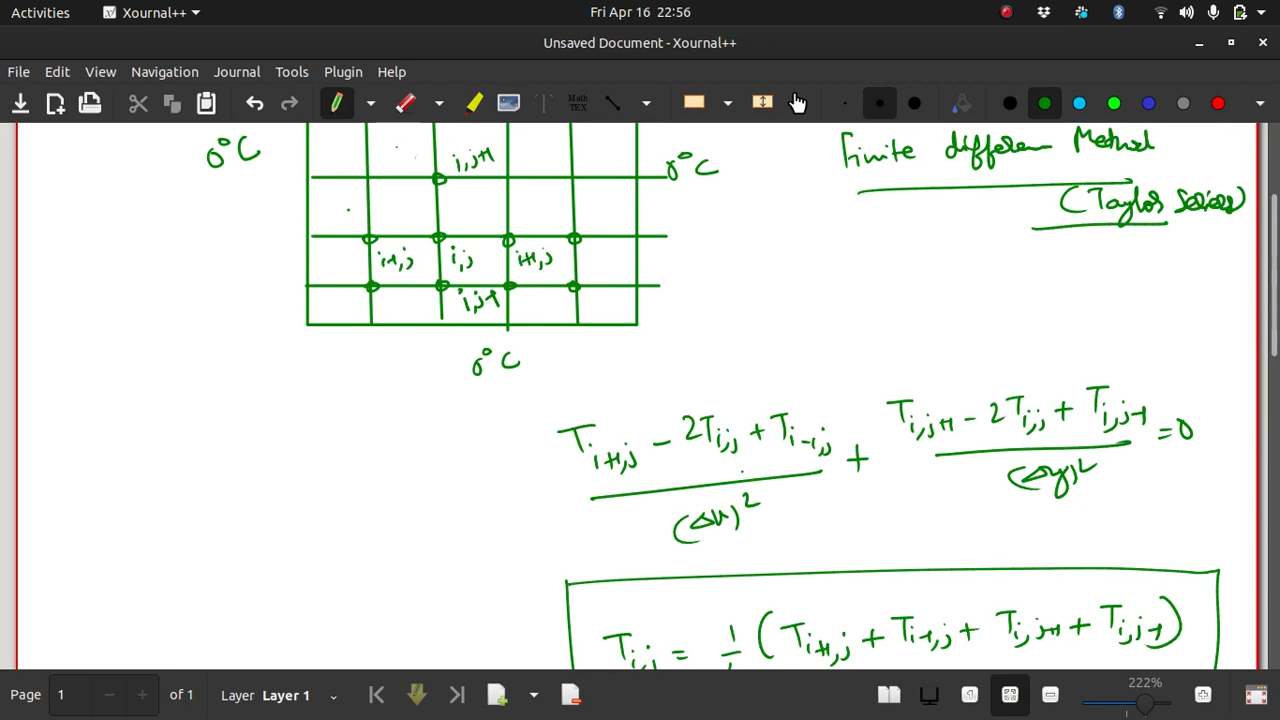 Activities Xournal++ Fri Apr 16 22:56
Unsaved Document - Xournal++
File Edit View Navigation Journal Tools Plugin Help
Math TEX
0°C
i,j+1
0°C
Finite differen Method
(Taylor Series)
i-1,j i,j i+1,j
i,j-1
0°C
T_{i+1,j} - 2T_{i,j} + T_{i-1,j} + T_{i,j+1} - 2T_{i,j} + T_{i,j-1} = 0
(Δx)² (Δy)²
T_{i,j} = 1 (T_{i+1,j} + T_{i-1,j} + T_{i,j+1} + T_{i,j-1})
Page 1 of 1 Layer Layer 1 222%